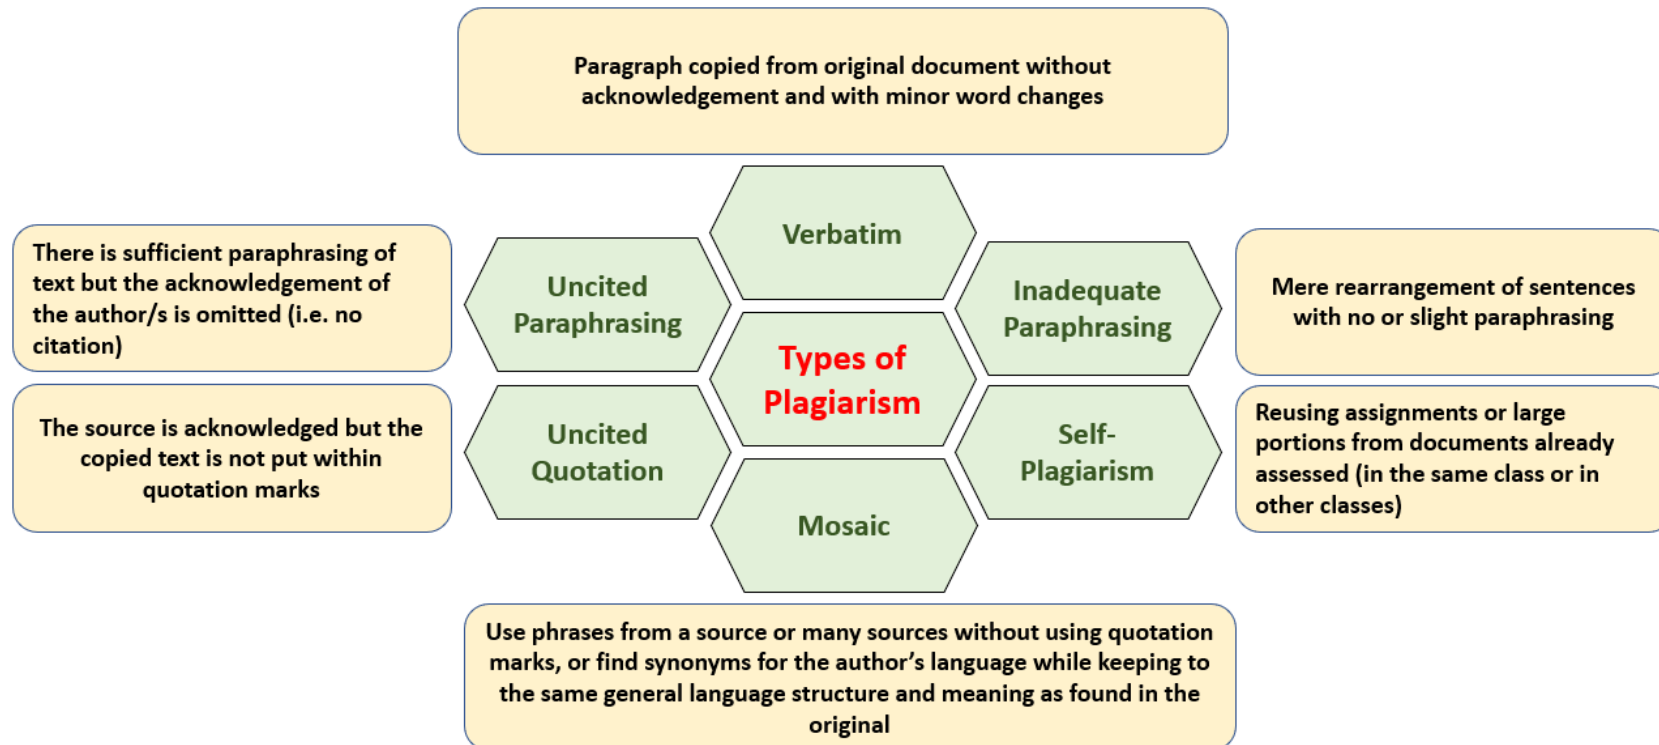 Paragraph copied from original document without
acknowledgement and with minor word changes
Verbatim
There is sufficient paraphrasing of
text but the acknowledgement of
the author/s is omitted (i.e. no
citation)
Uncited
Paraphrasing
Inadequate
Paraphrasing
Mere rearrangement of sentences
with no or slight paraphrasing
Types of
Plagiarism
The source is acknowledged but the
copied text is not put within
quotation marks
Uncited
Quotation
Self-
Plagiarism
Reusing assignments or large
portions from documents already
assessed (in the same class or in
other classes)
Mosaic
Use phrases from a source or many sources without using quotation
marks, or find synonyms for the author’s language while keeping to
the same general language structure and meaning as found in the
original